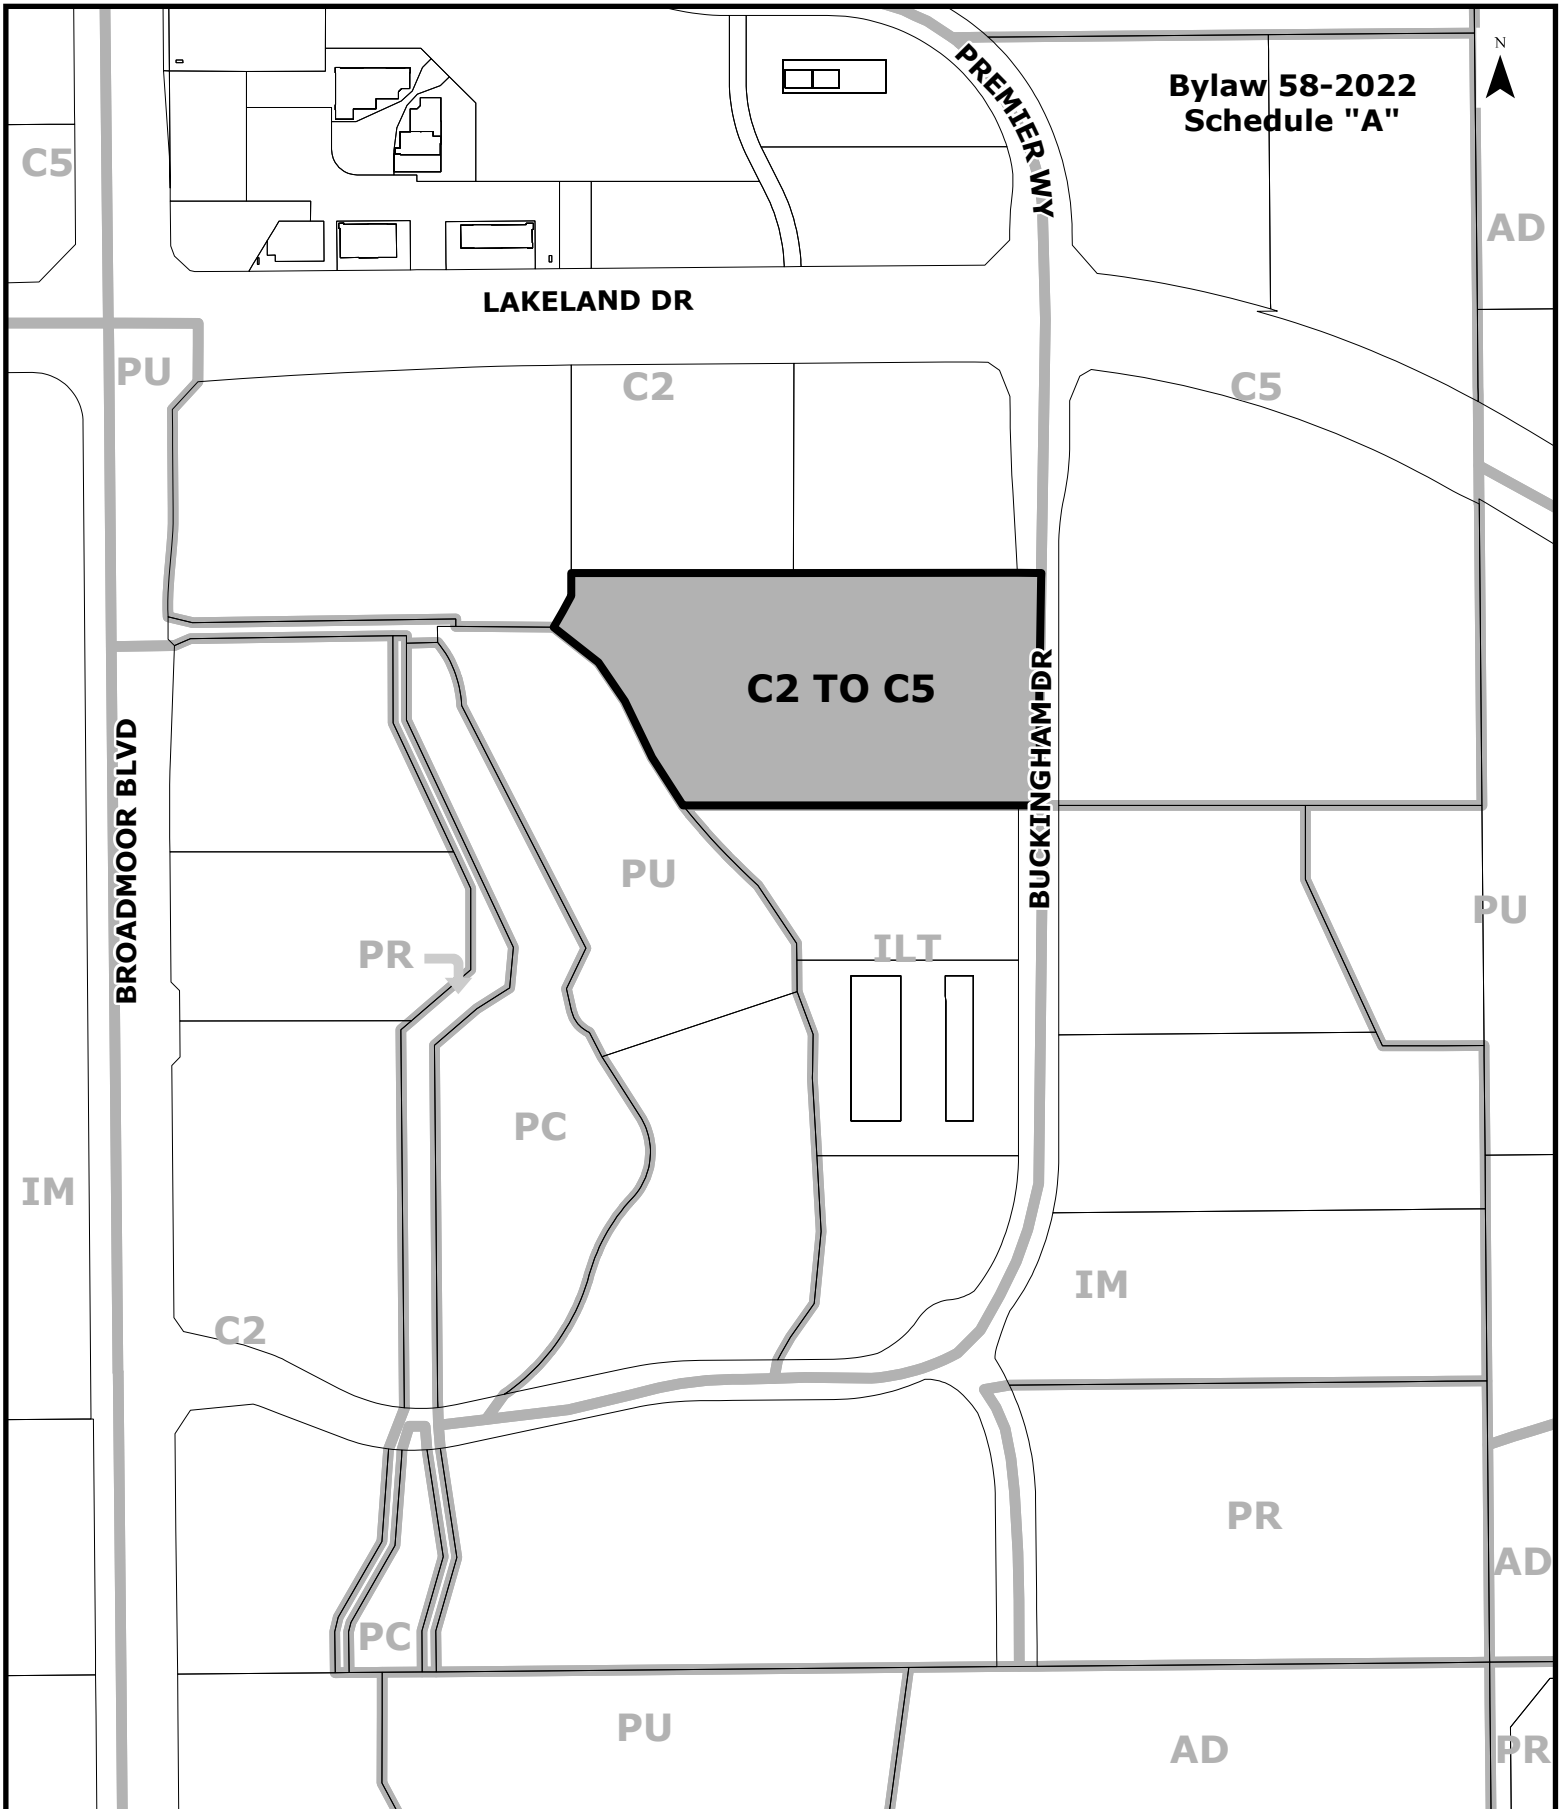 N
Bylaw 58-2022
Schedule "A"
PREMIER WY
C5
AD
LAKELAND DR
PU
C2
C5
C2 TO C5
BUCKINGHAM DR
BROADMOOR BLVD
PU
PU
ILT
PR
PC
IM
IM
C2
PR
AD
PC
PU
AD
PR